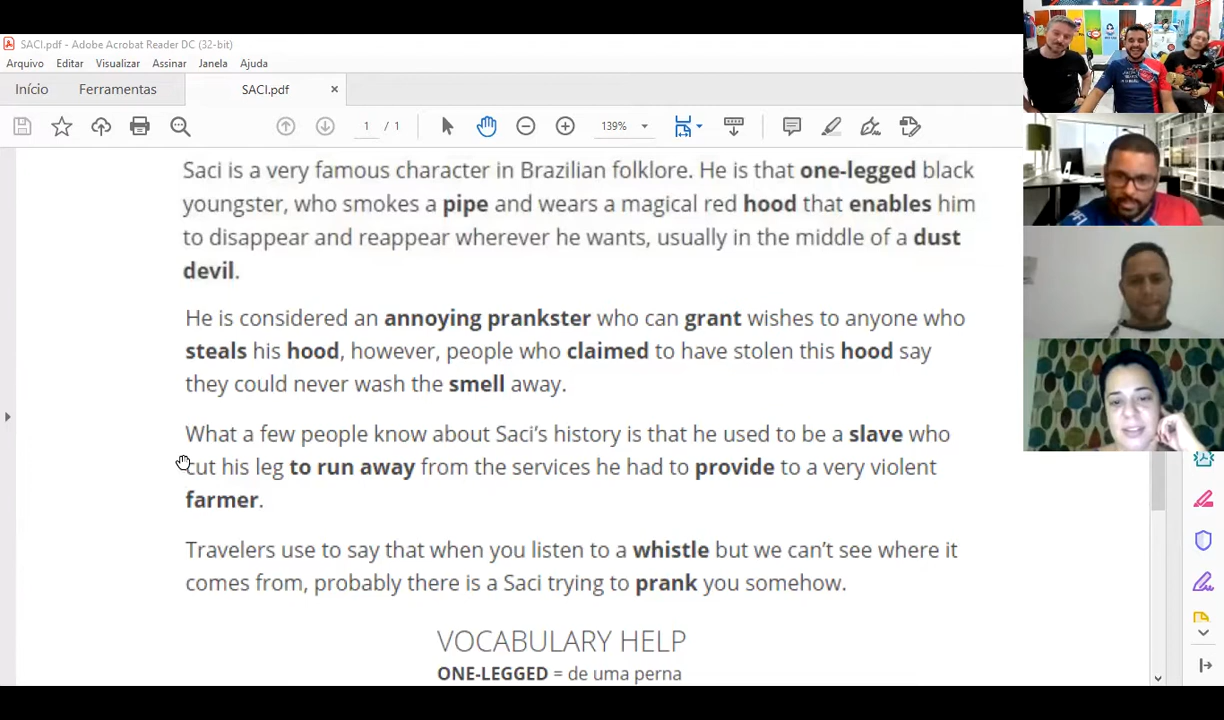 SACI.pdf - Adobe Acrobat Reader DC (32-bit)
Arquivo Editar Visualizar Assinar Janela Ajuda
Início Ferramentas SACI.pdf ×
1 / 1 139%
Saci is a very famous character in Brazilian folklore. He is that one-legged black
youngster, who smokes a pipe and wears a magical red hood that enables him
to disappear and reappear wherever he wants, usually in the middle of a dust
devil.
He is considered an annoying prankster who can grant wishes to anyone who
steals his hood, however, people who claimed to have stolen this hood say
they could never wash the smell away.
What a few people know about Saci's history is that he used to be a slave who
cut his leg to run away from the services he had to provide to a very violent
farmer.
Travelers use to say that when you listen to a whistle but we can't see where it
comes from, probably there is a Saci trying to prank you somehow.
VOCABULARY HELP
ONE-LEGGED = de uma perna